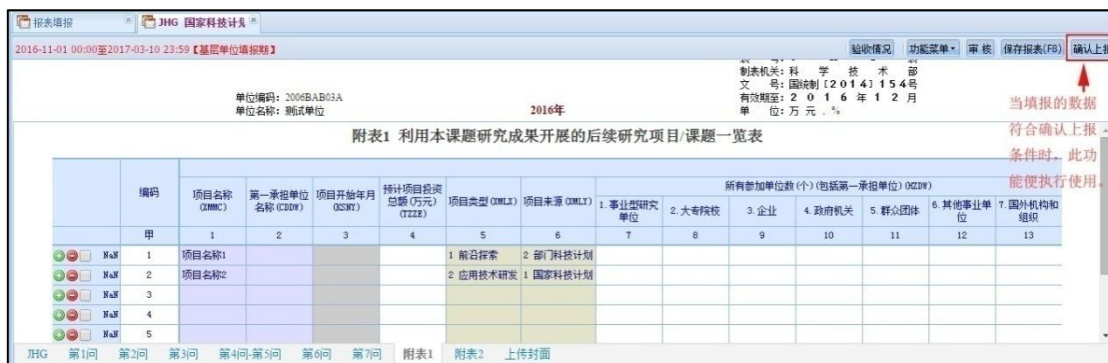 报表填报
JHG 国家科技计划
2016-11-01 00:00至2017-03-10 23:59【基层单位填报期】
验收情况 功能菜单 审 核 保存报表(F8) 确认上报
制表机关: 科 学 技 术 部
文 号: 国统制[2014]154号
单位编码: 2006BAB03A
有效期至: 2 0 1 6 年 1 2 月
单位名称: 测试单位
2016年
单 位: 万 元 . %
当填报的数据
符合确认上报
条件时,此功
能便执行使用。
附表1 利用本课题研究成果开展的后续研究项目/课题一览表
编码
项目名称
(XMMC)
第一承担单位
名称(CDDW)
项目开始年月
(KSNY)
预计项目投资
总额(万元)
(TZZE)
项目类型(XMLX)
项目来源(XMLY)
所有参加单位数(个)(包括第一承担单位)(HZDW)
1.事业型研究
单位
2.大专院校
3.企业
4.政府机关
5.群众团体
6.其他事业单
位
7.国外机构和
组织
甲 1 2 3 4 5 6 7 8 9 10 11 12 13
NaN 1 项目名称1 1 前沿探索 2 部门科技计划
NaN 2 项目名称2 2 应用技术研发 1 国家科技计划
NaN 3
NaN 4
NaN 5
JHG 第1问 第2问 第3问 第4问-第5问 第6问 第7问 附表1 附表2 上传封面